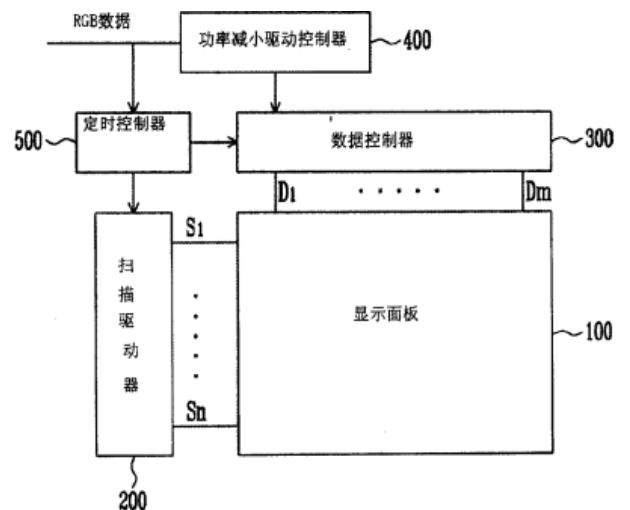 RGB数据
功率减小驱动控制器
400
定时控制器
500
数据控制器
300
D1
Dm
S1
扫描驱动器
显示面板
100
Sn
200